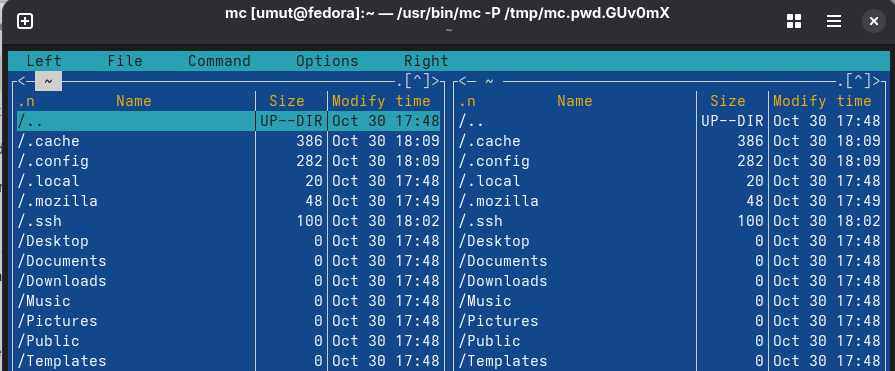 mc [umut@fedora]:~ — /usr/bin/mc -P /tmp/mc.pwd.GUv0mX
~
Left File Command Options Right
<─ ~ ─.[^]> <─ ~ ─.[^]>
.n Name Size Modify time .n Name Size Modify time
/.. UP--DIR Oct 30 17:48 /.. UP--DIR Oct 30 17:48
/.cache 386 Oct 30 18:09 /.cache 386 Oct 30 18:09
/.config 282 Oct 30 18:09 /.config 282 Oct 30 18:09
/.local 20 Oct 30 17:48 /.local 20 Oct 30 17:48
/.mozilla 48 Oct 30 17:49 /.mozilla 48 Oct 30 17:49
/.ssh 100 Oct 30 18:02 /.ssh 100 Oct 30 18:02
/Desktop 0 Oct 30 17:48 /Desktop 0 Oct 30 17:48
/Documents 0 Oct 30 17:48 /Documents 0 Oct 30 17:48
/Downloads 0 Oct 30 17:48 /Downloads 0 Oct 30 17:48
/Music 0 Oct 30 17:48 /Music 0 Oct 30 17:48
/Pictures 0 Oct 30 17:48 /Pictures 0 Oct 30 17:48
/Public 0 Oct 30 17:48 /Public 0 Oct 30 17:48
/Templates 0 Oct 30 17:48 /Templates 0 Oct 30 17:48